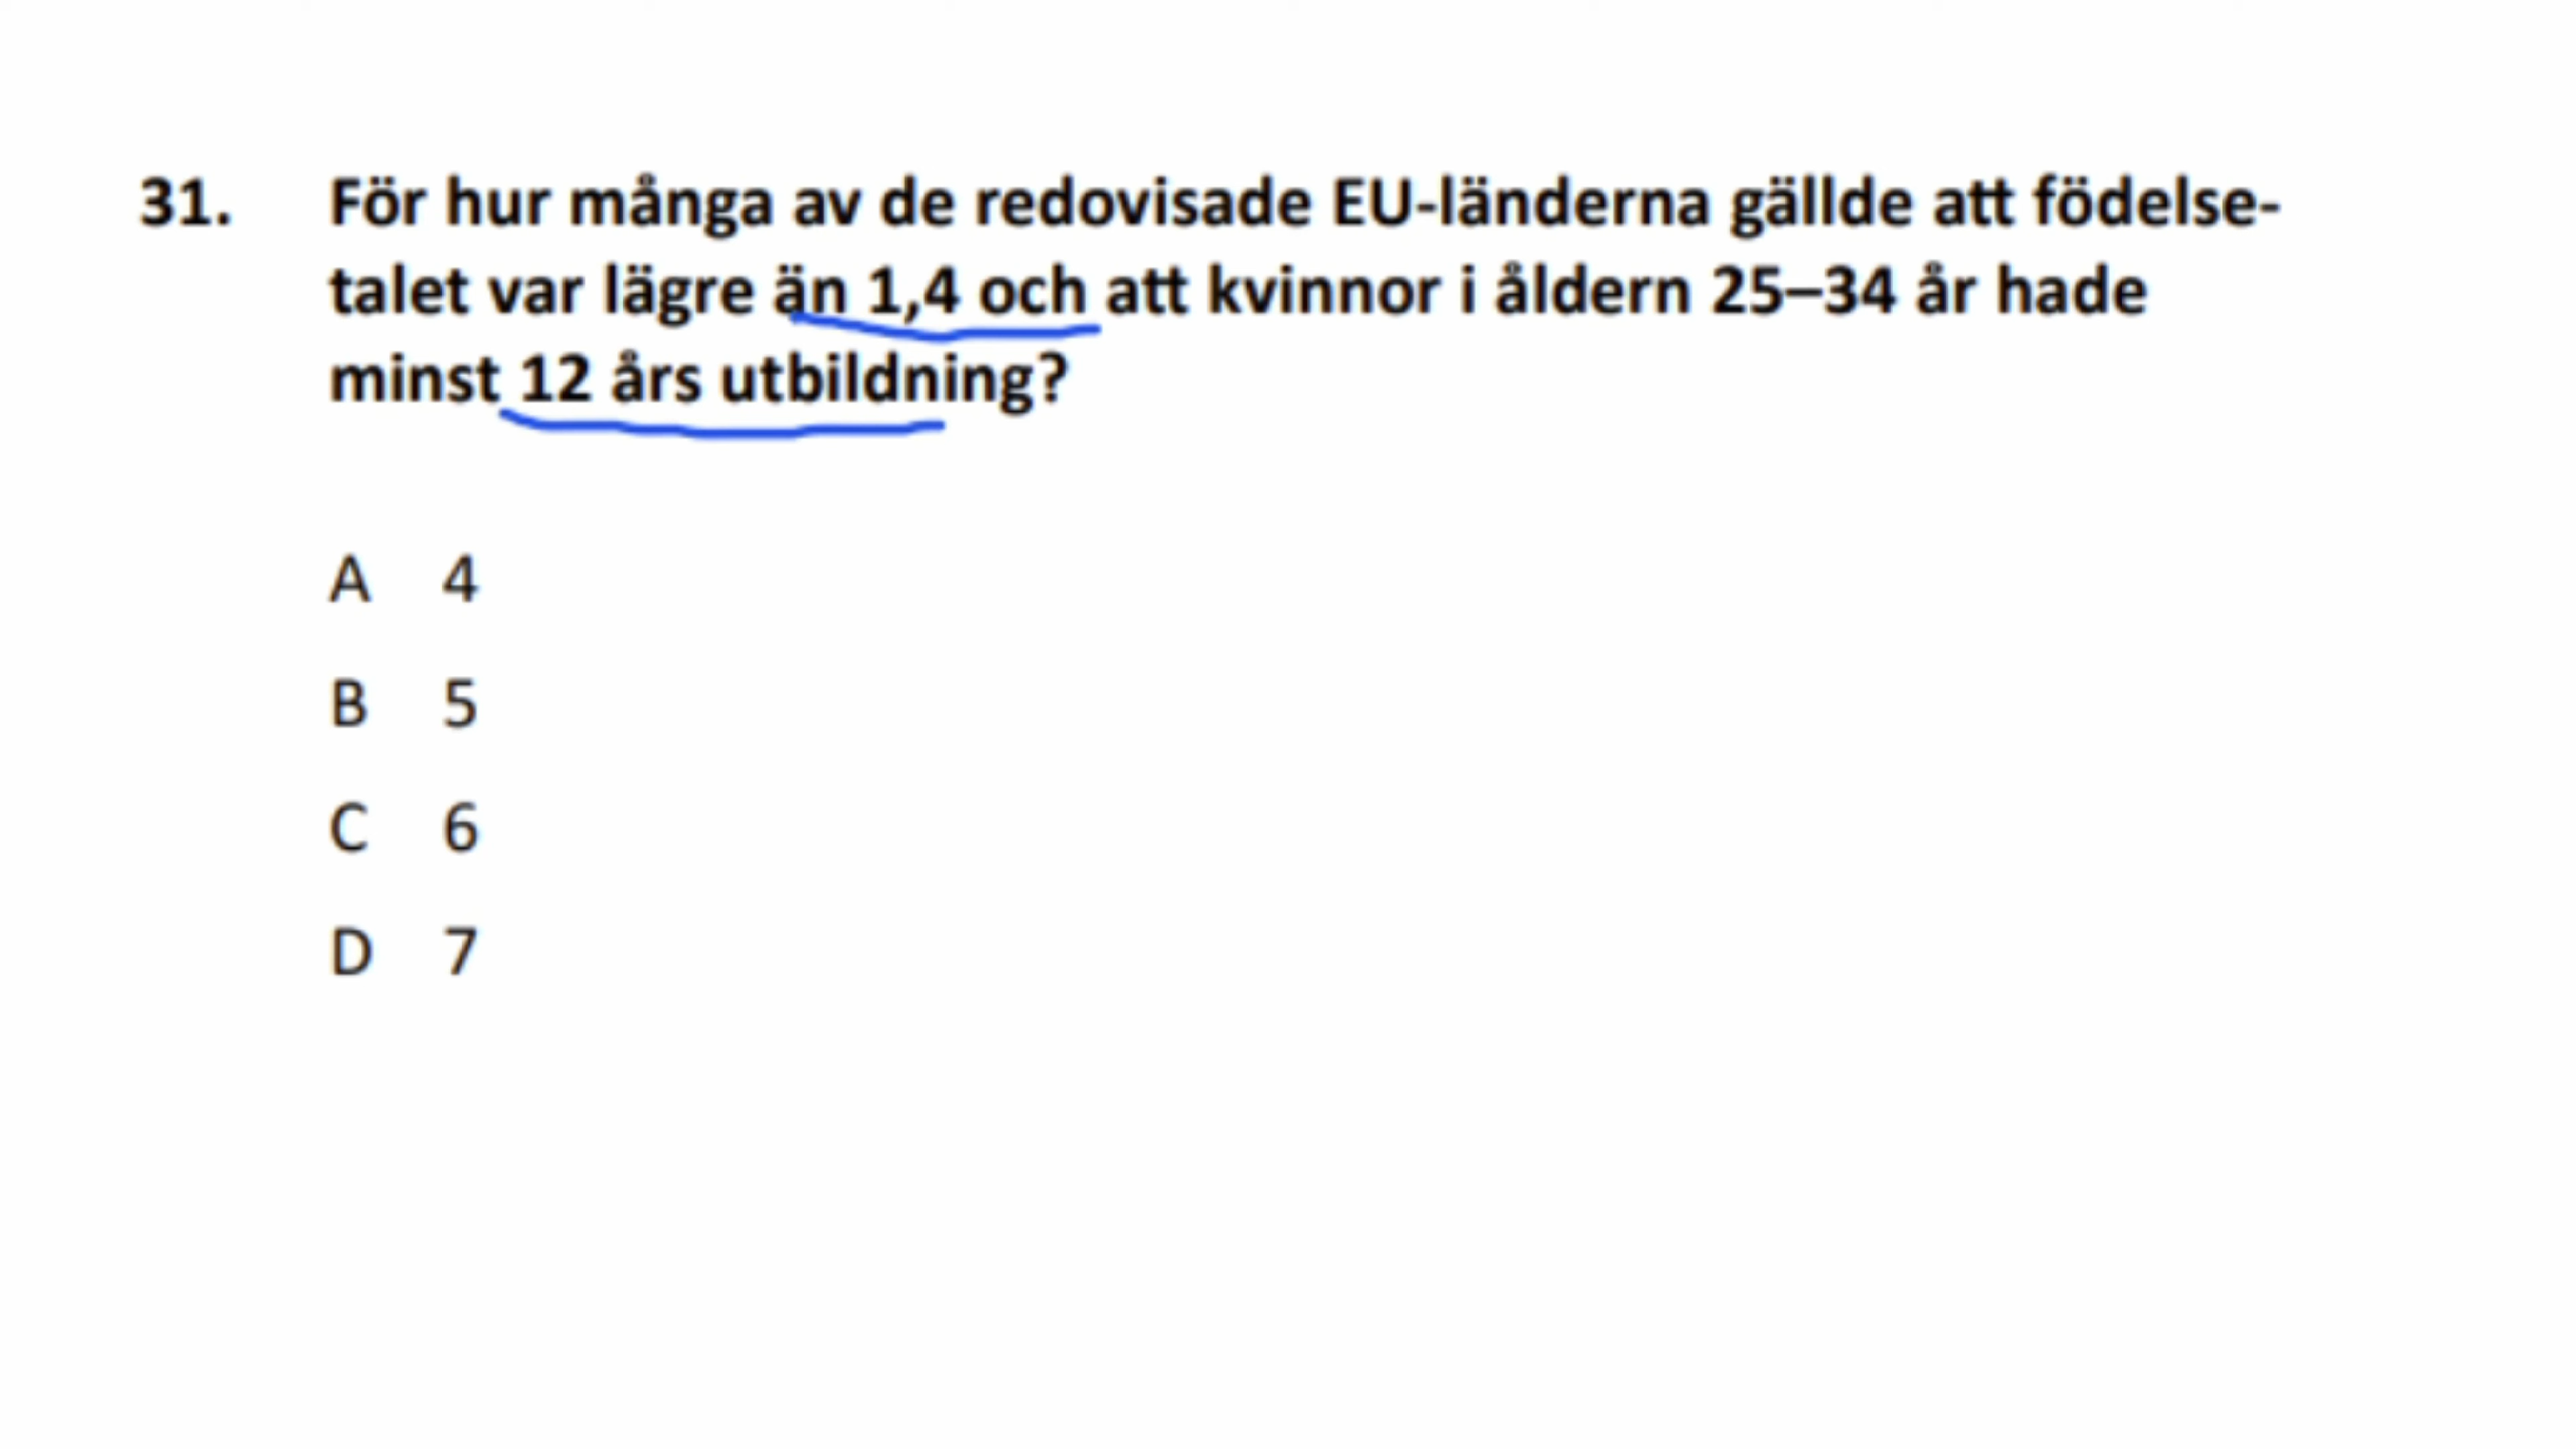 31. För hur många av de redovisade EU-länderna gällde att födelse-
talet var lägre än 1,4 och att kvinnor i åldern 25–34 år hade
minst 12 års utbildning?
A 4
B 5
C 6
D 7